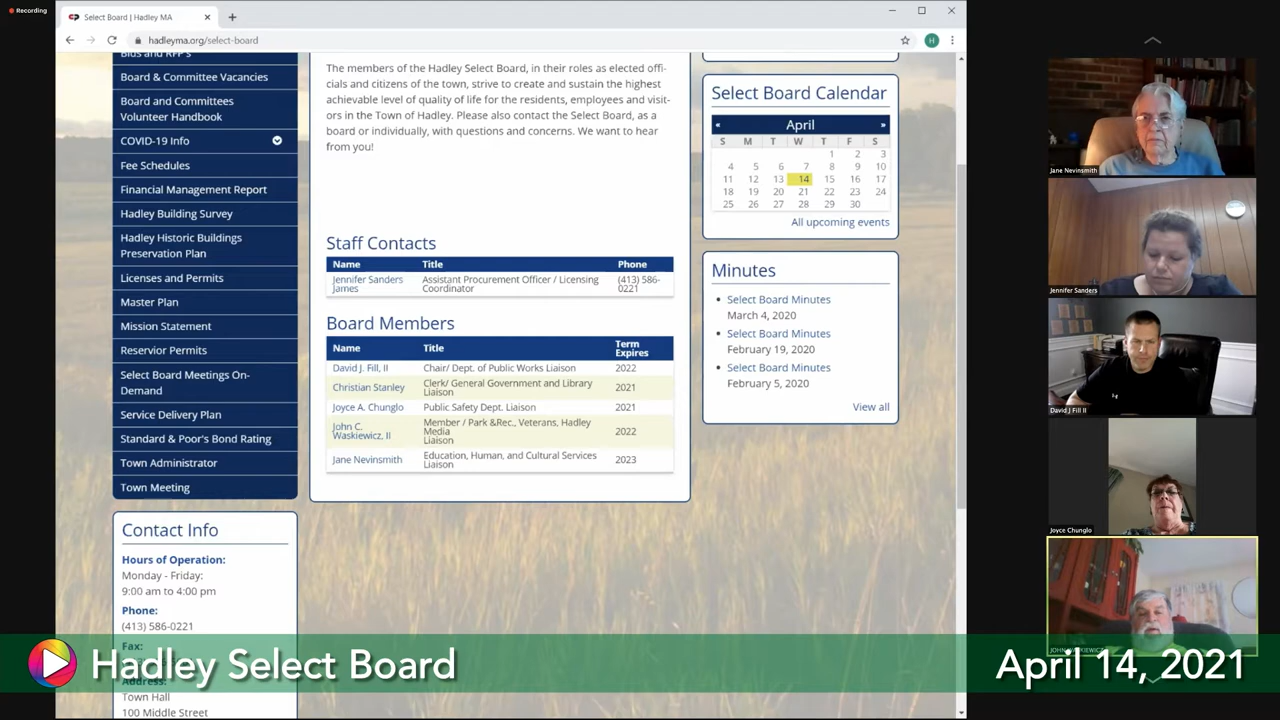 Recording
Select Board | Hadley MA
hadleyma.org/select-board
H
Bids and RFP's
Board & Committee Vacancies
Board and Committees
Volunteer Handbook
COVID-19 Info
Fee Schedules
Financial Management Report
Hadley Building Survey
Hadley Historic Buildings
Preservation Plan
Licenses and Permits
Master Plan
Mission Statement
Reservior Permits
Select Board Meetings On-
Demand
Service Delivery Plan
Standard & Poor's Bond Rating
Town Administrator
Town Meeting
Contact Info
Hours of Operation:
Monday - Friday:
9:00 am to 4:00 pm
Phone:
(413) 586-0221
Fax:
Address:
Town Hall
100 Middle Street
The members of the Hadley Select Board, in their roles as elected offi-
cials and citizens of the town, strive to create and sustain the highest
achievable level of quality of life for the residents, employees and visit-
ors in the Town of Hadley. Please also contact the Select Board, as a
board or individually, with questions and concerns. We want to hear
from you!
Staff Contacts
Name Title Phone
Jennifer Sanders Assistant Procurement Officer / Licensing (413) 586-
James Coordinator 0221
Board Members
Name Title Term
Expires
David J. Fill, II Chair/ Dept. of Public Works Liaison 2022
Christian Stanley Clerk/ General Government and Library
Liaison 2021
Joyce A. Chunglo Public Safety Dept. Liaison 2021
John C. Member / Park &Rec., Veterans, Hadley
Waskiewicz, II Media 2022
Liaison
Jane Nevinsmith Education, Human, and Cultural Services
Liaison 2023
Select Board Calendar
« April »
S M T W T F S
1 2 3
4 5 6 7 8 9 10
11 12 13 14 15 16 17
18 19 20 21 22 23 24
25 26 27 28 29 30
All upcoming events
Minutes
Select Board Minutes
March 4, 2020
Select Board Minutes
February 19, 2020
Select Board Minutes
February 5, 2020
View all
Jane Nevinsmith
Jennifer Sanders
David J Fill II
Joyce Chunglo
Hadley Select Board
April 14, 2021